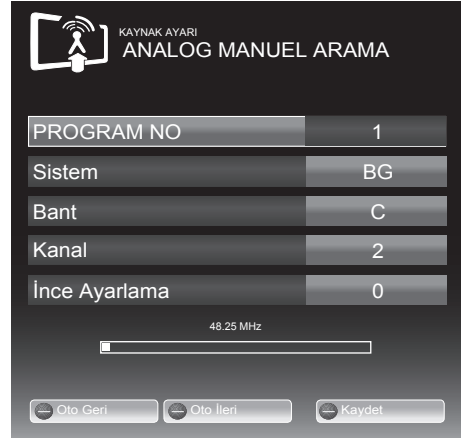 KAYNAK AYARI
ANALOG MANUEL ARAMA
PROGRAM NO 1
Sistem BG
Bant C
Kanal 2
İnce Ayarlama 0
48.25 MHz
Oto Geri Oto İleri Kaydet